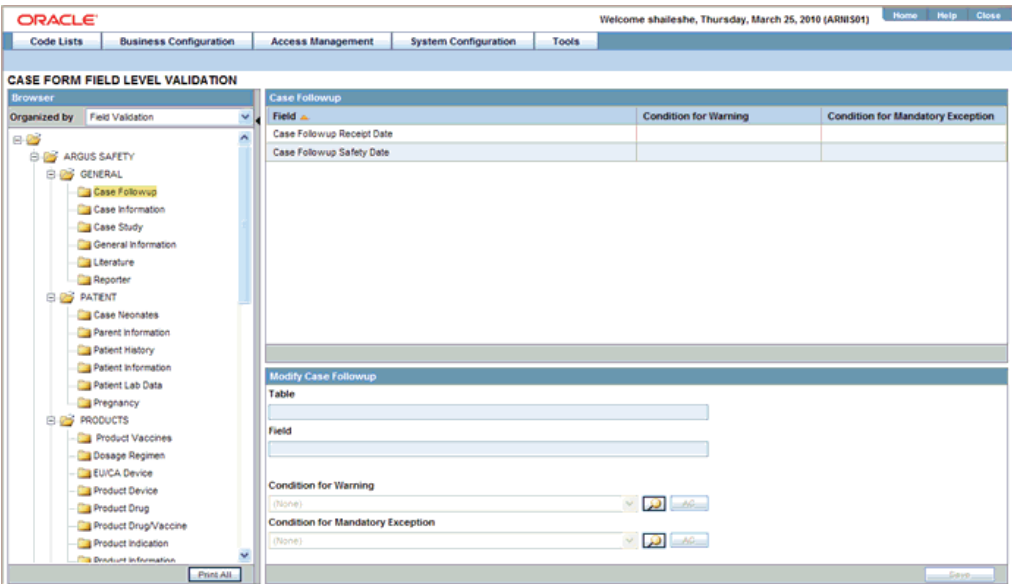 ORACLE
Welcome shaileshe, Thursday, March 25, 2010 (ARNIS01)
Home Help Close
Code Lists Business Configuration Access Management System Configuration Tools
CASE FORM FIELD LEVEL VALIDATION
Browser
Organized by Field Validation
ARGUS SAFETY
GENERAL
Case Followup
Case Information
Case Study
General Information
Literature
Reporter
PATIENT
Case Neonates
Parent Information
Patient History
Patient Information
Patient Lab Data
Pregnancy
PRODUCTS
Product Vaccines
Dosage Regimen
EU/CA Device
Product Device
Product Drug
Product Drug/Vaccine
Product Indication
Product Information
Print All
Case Followup
Field Condition for Warning Condition for Mandatory Exception
Case Followup Receipt Date
Case Followup Safety Date
Modify Case Followup
Table
Field
Condition for Warning
(None) AC
Condition for Mandatory Exception
(None) AC
Save